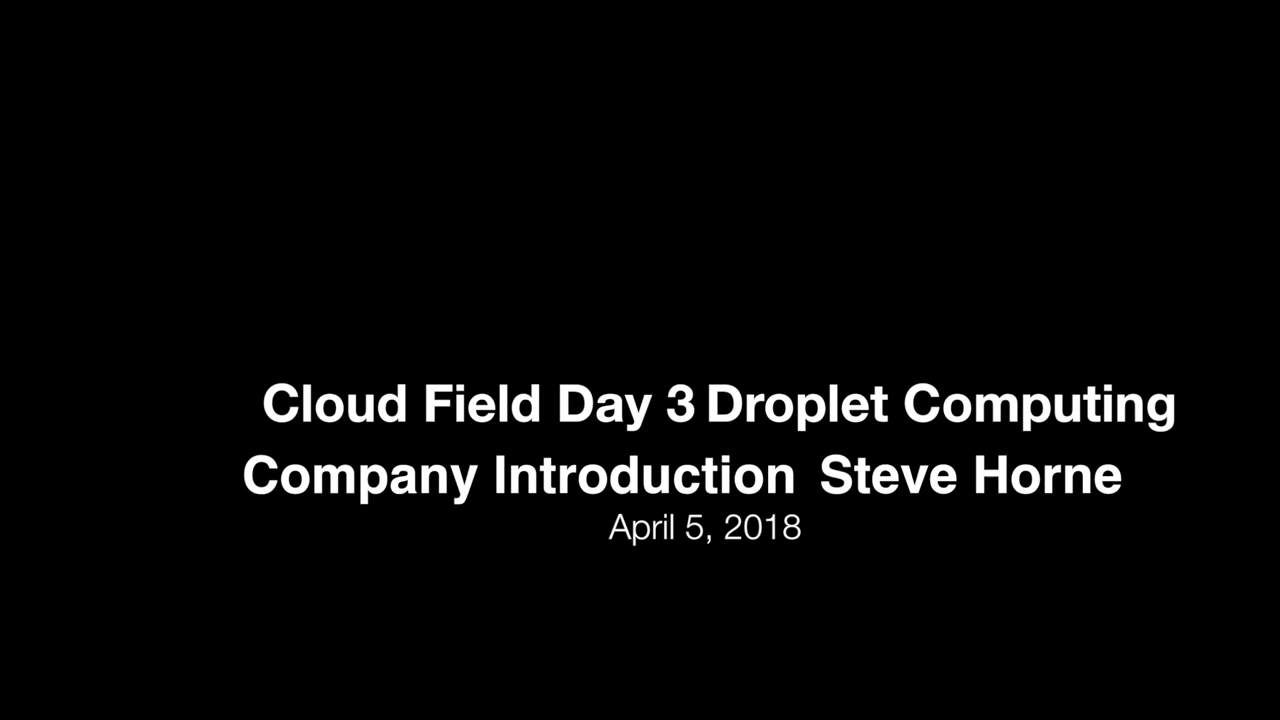 Cloud Field Day 3 Droplet Computing
Company Introduction Steve Horne
April 5, 2018